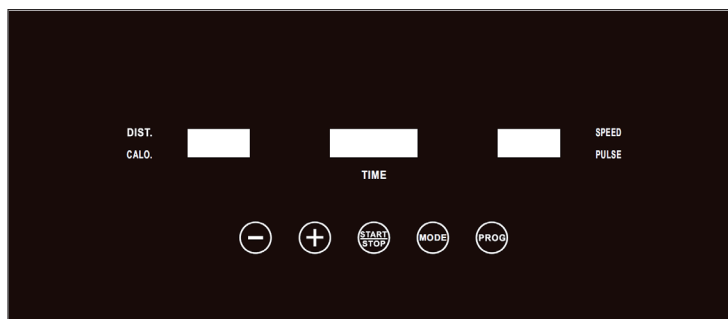 DIST.
SPEED
CALO.
PULSE
TIME
START
STOP
MODE
PROG